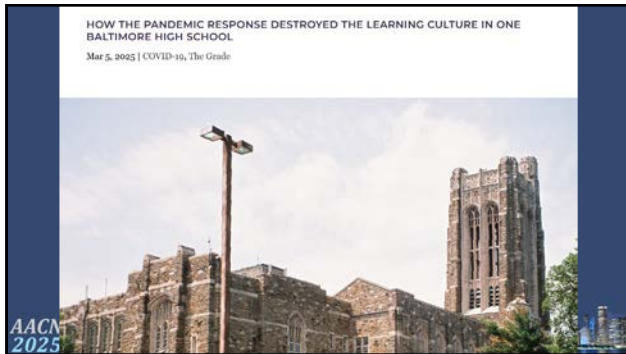 HOW THE PANDEMIC RESPONSE DESTROYED THE LEARNING CULTURE IN ONE
BALTIMORE HIGH SCHOOL
Mar 5, 2025 | COVID-19, The Grade
AACN
2025